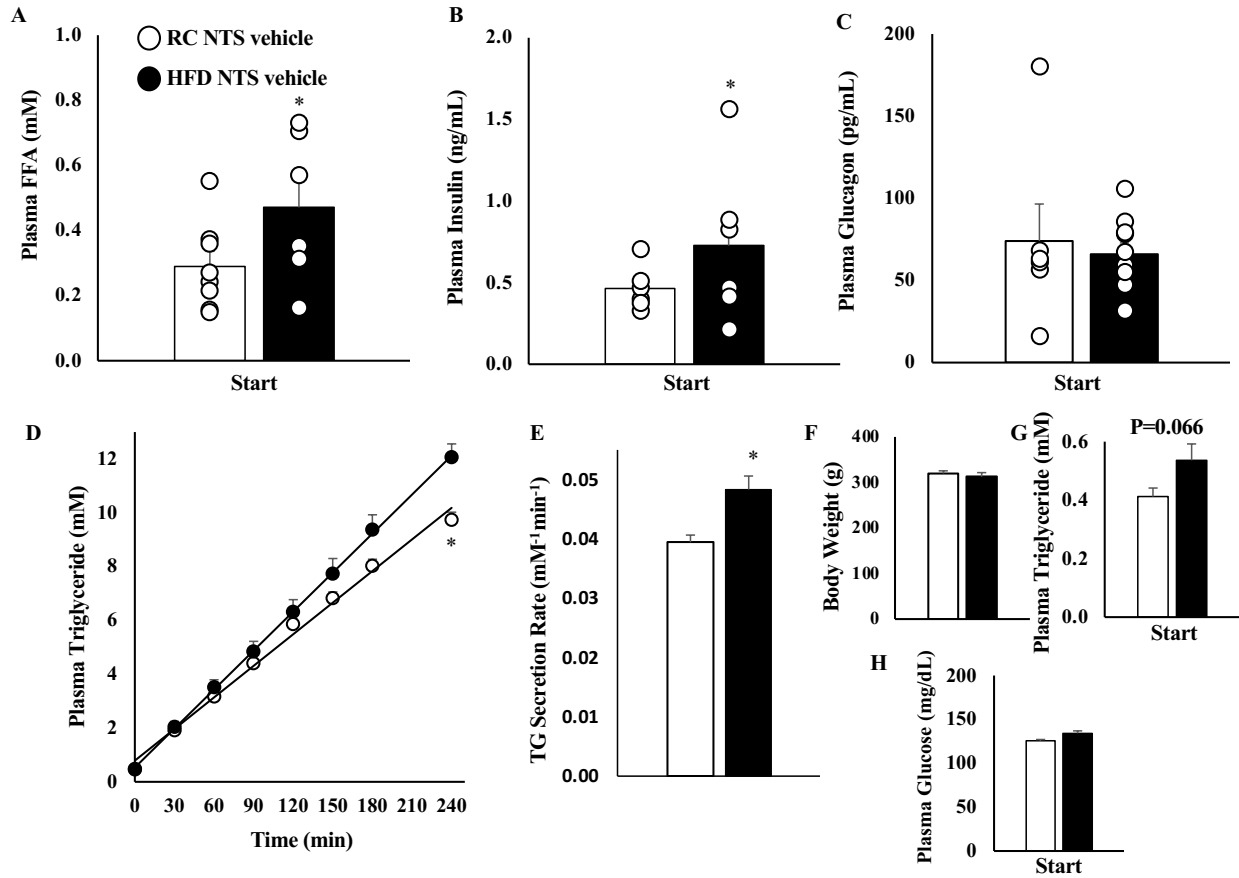 A
Plasma FFA (mM)
1.0
0.8
0.6
0.4
0.2
0.0
RC NTS vehicle
HFD NTS vehicle
*
Start
B
Plasma Insulin (ng/mL)
2.0
1.5
1.0
0.5
0.0
*
Start
C
Plasma Glucagon (pg/mL)
200
150
100
50
0
Start
D
Plasma Triglyceride (mM)
12
10
8
6
4
2
0
*
0 30 60 90 120 150 180 210 240
Time (min)
E
TG Secretion Rate (mM⁻¹min⁻¹)
0.05
0.04
0.03
0.02
0.01
0.00
*
F
Body Weight (g)
400
300
200
100
0
G
Plasma Triglyceride (mM)
P=0.066
0.6
0.4
0.2
0.0
Start
H
Plasma Glucose (mg/dL)
200
150
100
50
0
Start